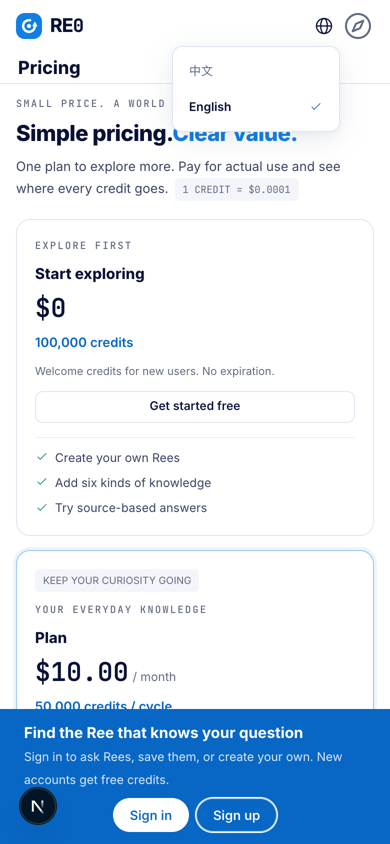 RE0
中文
Pricing
English
SMALL PRICE. A WORLD
Simple pricing.Clear value.
One plan to explore more. Pay for actual use and see
where every credit goes. 1 CREDIT = $0.0001
EXPLORE FIRST
Start exploring
$0
100,000 credits
Welcome credits for new users. No expiration.
Get started free
Create your own Rees
Add six kinds of knowledge
Try source-based answers
KEEP YOUR CURIOSITY GOING
YOUR EVERYDAY KNOWLEDGE
Plan
$10.00 / month
50,000 credits / cycle
Find the Ree that knows your question
Sign in to ask Rees, save them, or create your own. New
accounts get free credits.
N
Sign in
Sign up